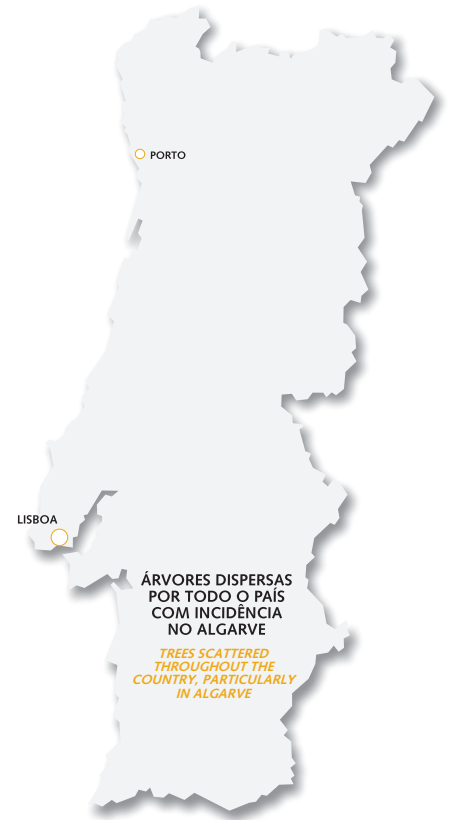 PORTO
LISBOA
ÁRVORES DISPERSAS
POR TODO O PAÍS
COM INCIDÊNCIA
NO ALGARVE
TREES SCATTERED
THROUGHOUT THE
COUNTRY, PARTICULARLY
IN ALGARVE